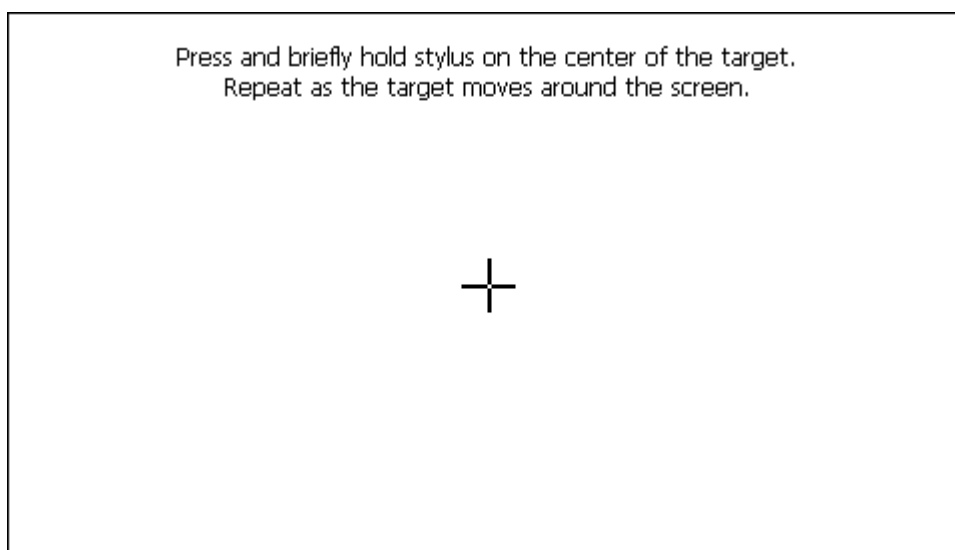 Press and briefly hold stylus on the center of the target.
Repeat as the target moves around the screen.